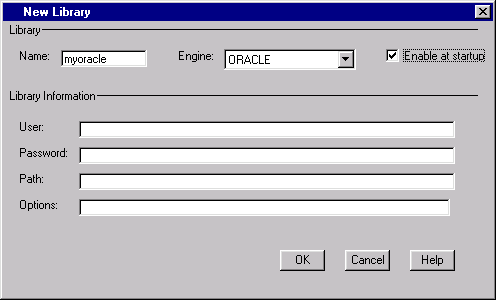 New Library
Library
Name: myoracle Engine: ORACLE Enable at startup
Library Information
User:
Password:
Path:
Options:
OK Cancel Help